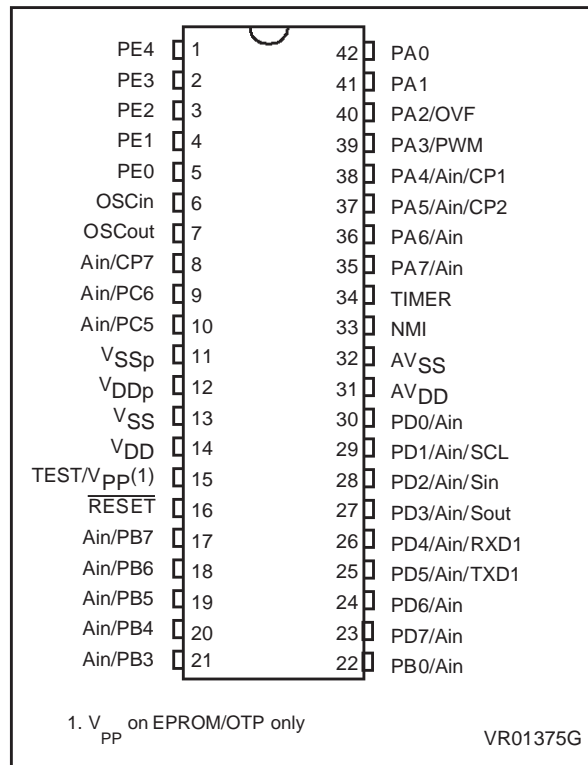 PE4 1 42 PA0
PE3 2 41 PA1
PE2 3 40 PA2/OVF
PE1 4 39 PA3/PWM
PE0 5 38 PA4/Ain/CP1
OSCin 6 37 PA5/Ain/CP2
OSCout 7 36 PA6/Ain
Ain/CP7 8 35 PA7/Ain
Ain/PC6 9 34 TIMER
Ain/PC5 10 33 NMI
VSSp 11 32 AVSS
VDDp 12 31 AVDD
VSS 13 30 PD0/Ain
VDD 14 29 PD1/Ain/SCL
TEST/VPP(1) 15 28 PD2/Ain/Sin
RESET 16 27 PD3/Ain/Sout
Ain/PB7 17 26 PD4/Ain/RXD1
Ain/PB6 18 25 PD5/Ain/TXD1
Ain/PB5 19 24 PD6/Ain
Ain/PB4 20 23 PD7/Ain
Ain/PB3 21 22 PB0/Ain
1. VPP on EPROM/OTP only
VR01375G